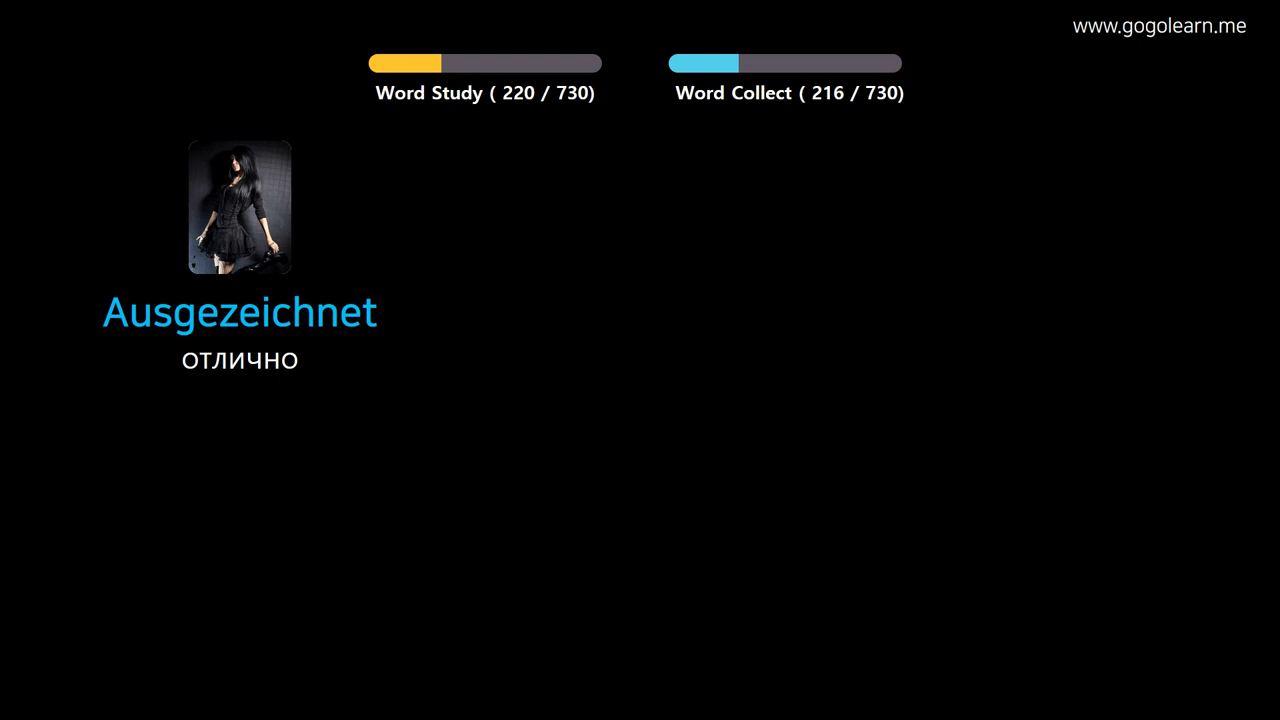 www.gogolearn.me
Word Study ( 220 / 730)
Word Collect ( 216 / 730)
Ausgezeichnet
отлично